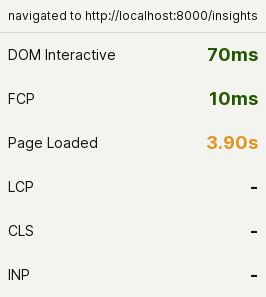 navigated to http://localhost:8000/insights
DOM Interactive 70ms
FCP 10ms
Page Loaded 3.90s
LCP -
CLS -
INP -